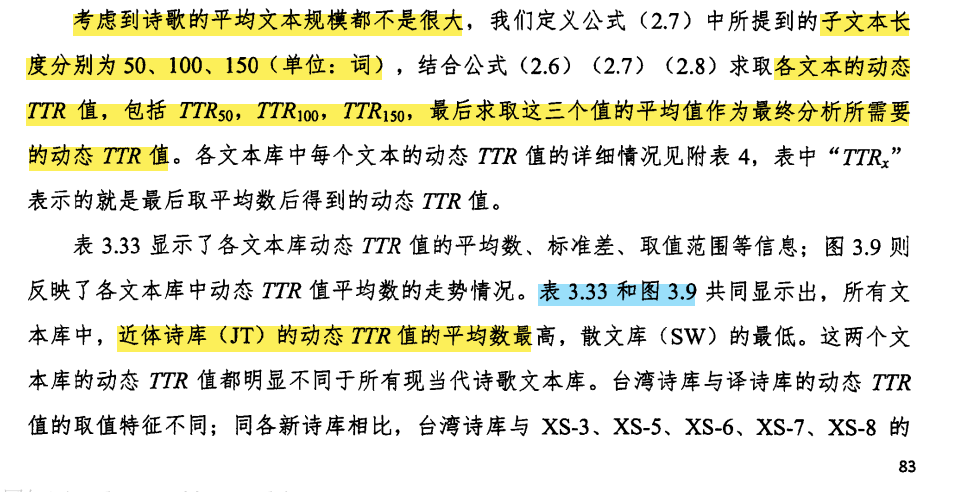 考虑到诗歌的平均文本规模都不是很大，我们定义公式（2.7）中所提到的子文本长
度分别为 50、100、150（单位：词），结合公式（2.6）（2.7）（2.8）求取各文本的动态
TTR 值，包括 TTR50，TTR100，TTR150，最后求取这三个值的平均值作为最终分析所需要
的动态 TTR 值。各文本库中每个文本的动态 TTR 值的详细情况见附表 4，表中“TTRx”
表示的就是最后取平均数后得到的动态 TTR 值。
表 3.33 显示了各文本库动态 TTR 值的平均数、标准差、取值范围等信息；图 3.9 则
反映了各文本库中动态 TTR 值平均数的走势情况。表 3.33 和图 3.9 共同显示出，所有文
本库中，近体诗库（JT）的动态 TTR 值的平均数最高，散文库（SW）的最低。这两个文
本库的动态 TTR 值都明显不同于所有现当代诗歌文本库。台湾诗库与译诗库的动态 TTR
值的取值特征不同；同各新诗库相比，台湾诗库与 XS-3、XS-5、XS-6、XS-7、XS-8 的
83